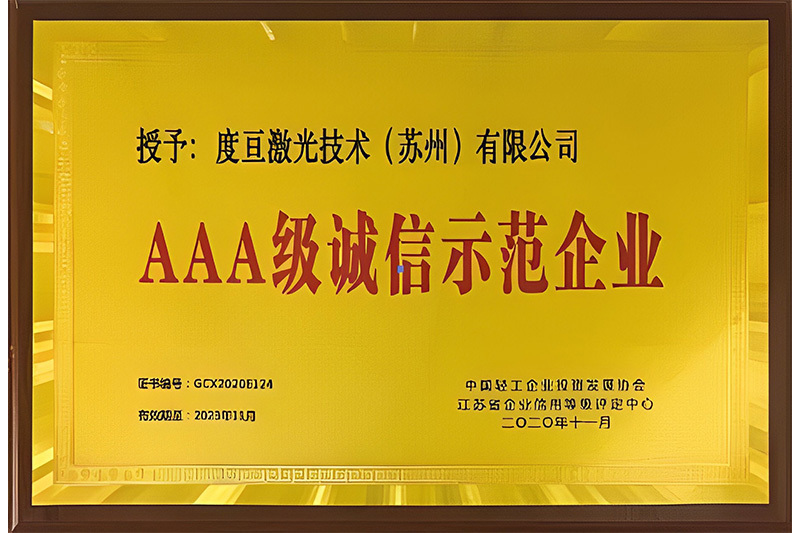 授予：度亘激光技术（苏州）有限公司
AAA级诚信示范企业
证书编号：GCX2020B124
有效期至：2023年11月
中国轻工企业投资发展协会
江苏省企业信用等级评定中心
二〇二〇年十一月